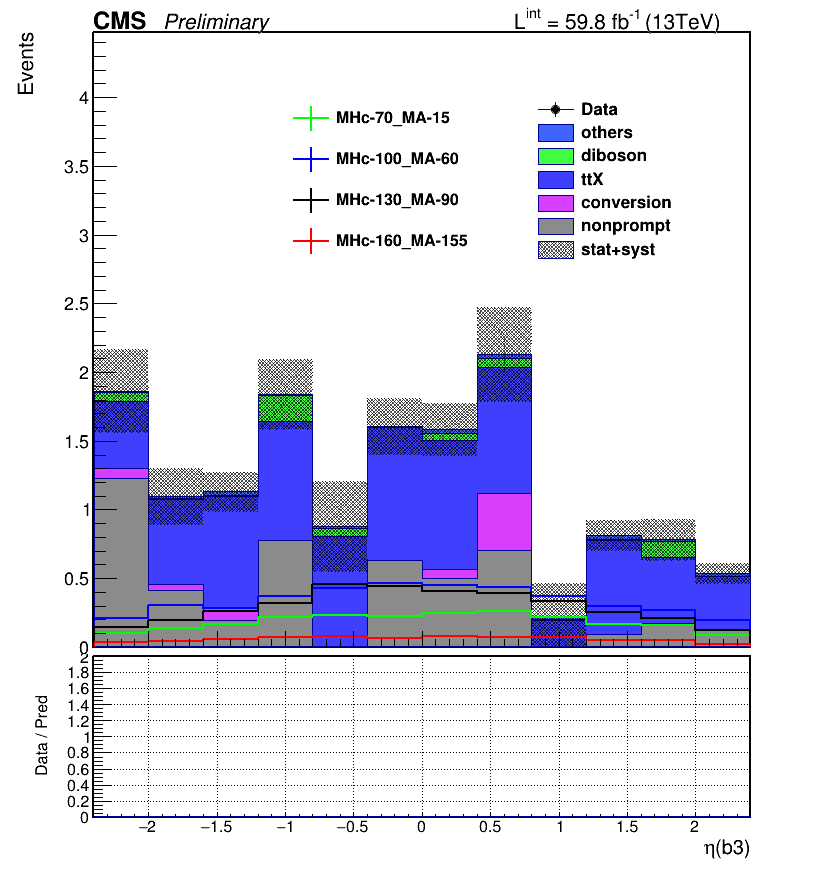 CMS Preliminary L^int = 59.8 fb^-1 (13TeV)
Events
4
3.5
3
2.5
2
1.5
1
0.5
0
MHc-70_MA-15
MHc-100_MA-60
MHc-130_MA-90
MHc-160_MA-155
Data
others
diboson
ttX
conversion
nonprompt
stat+syst
Data / Pred
2
1.8
1.6
1.4
1.2
1
0.8
0.6
0.4
0.2
0
−2 −1.5 −1 −0.5 0 0.5 1 1.5 2
η(b3)